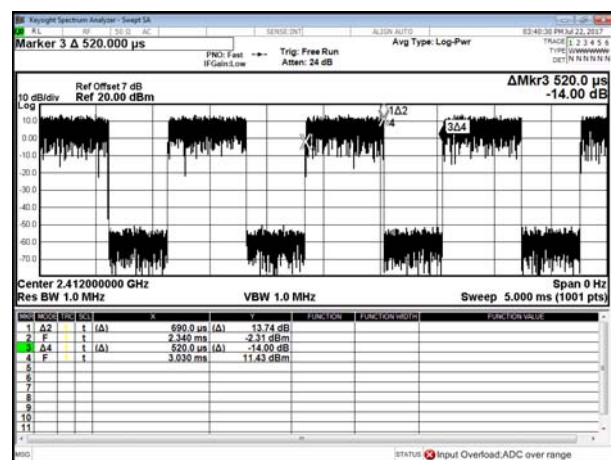 Keysight Spectrum Analyzer - Swept SA
RL RF 50 Ω AC SENSE:INT ALIGN AUTO 03:40:30 PM Jul 22, 2017
Marker 3 Δ 520.000 µs
PNO: Fast Trig: Free Run Avg Type: Log-Pwr TRACE 1 2 3 4 5 6
IFGain:Low Atten: 24 dB TYPE
DET N N N N N N
Ref Offset 7 dB ΔMkr3 520.0 µs
10 dB/div Ref 20.00 dBm -14.00 dB
Log
1Δ2
10.0
4
3Δ4
0.00
-10.0
-20.0
-30.0
-40.0
-50.0
-60.0
-70.0
Center 2.412000000 GHz Span 0 Hz
Res BW 1.0 MHz VBW 1.0 MHz Sweep 5.000 ms (1001 pts)
MKR MODE TRC SCL X Y FUNCTION FUNCTION WIDTH FUNCTION VALUE
1 Δ2 t (Δ) 690.0 µs (Δ) 13.74 dB
2 F t 2.340 ms -2.31 dBm
3 Δ4 t (Δ) 520.0 µs (Δ) -14.00 dB
4 F t 3.030 ms 11.43 dBm
5
6
7
8
9
10
11
MSG STATUS Input Overload;ADC over range